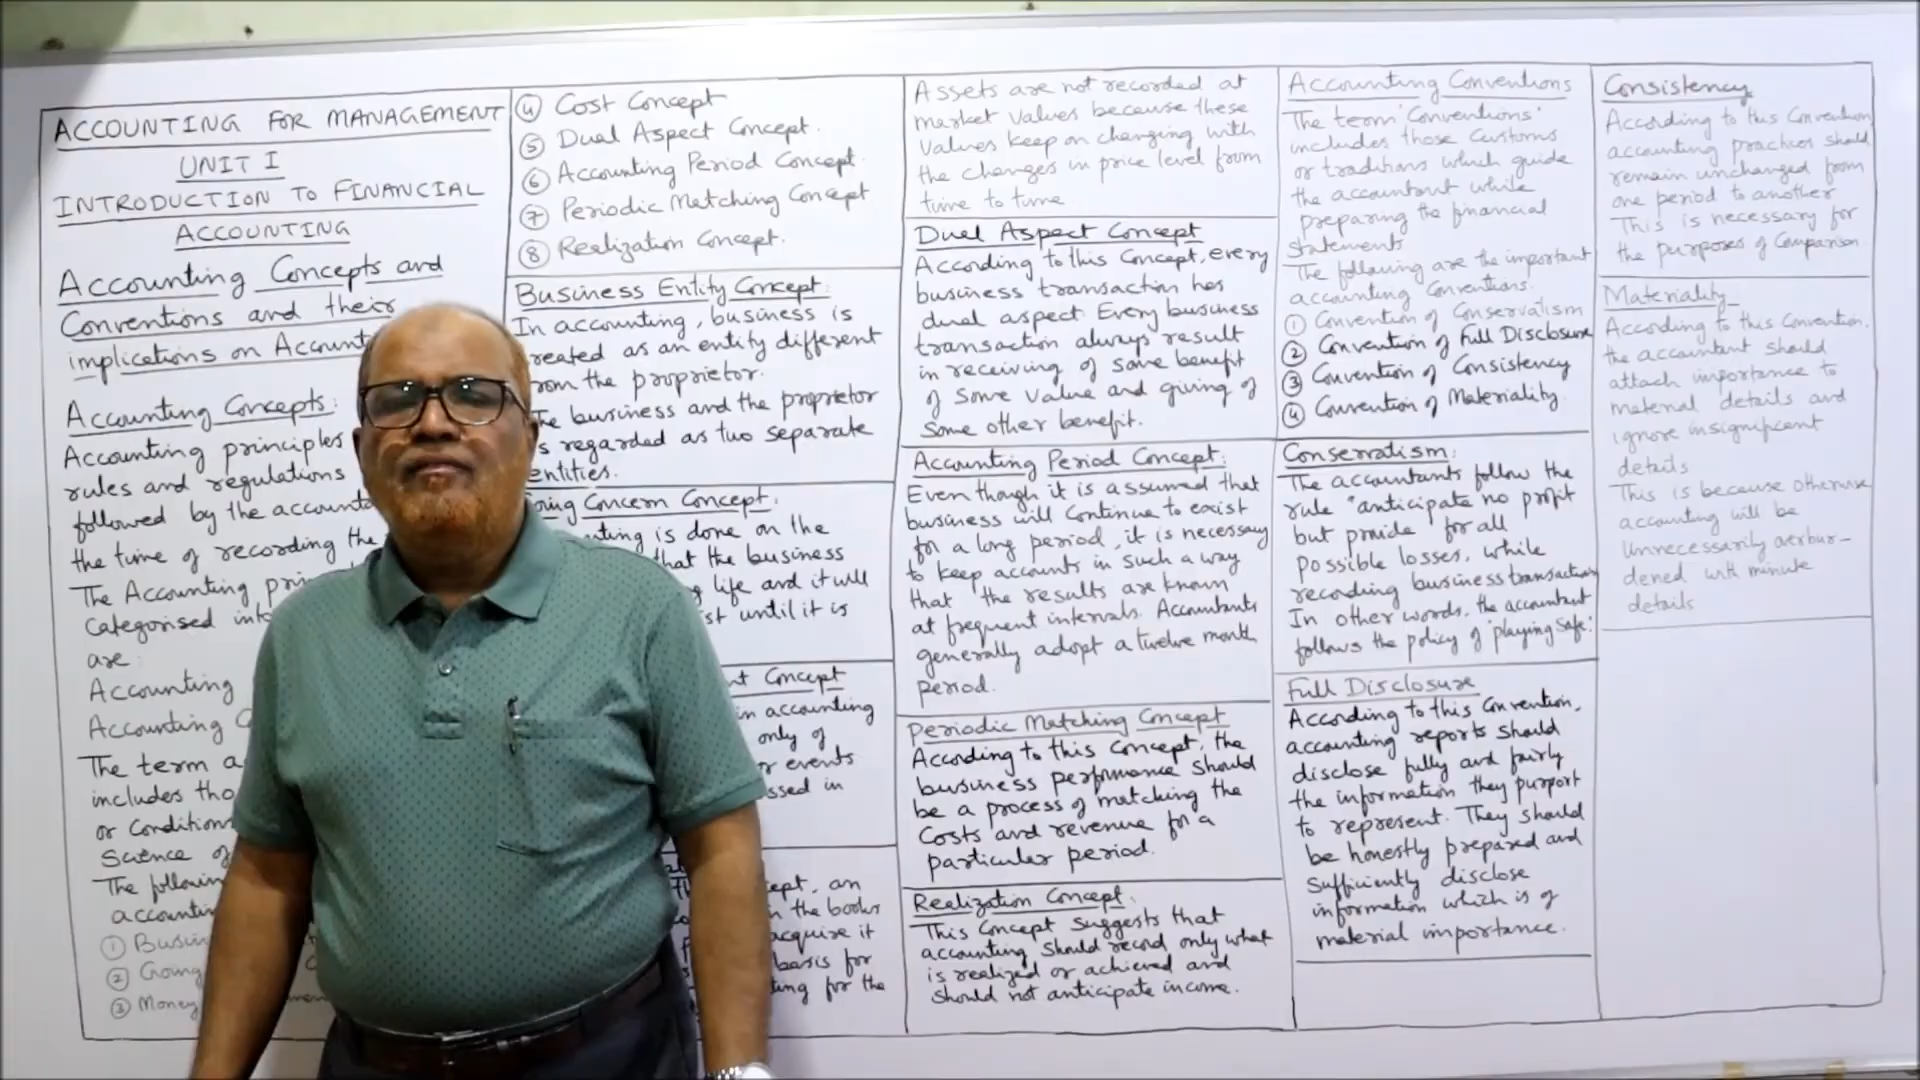 ACCOUNTING FOR MANAGEMENT
UNIT I
INTRODUCTION TO FINANCIAL
ACCOUNTING
Accounting Concepts and
Conventions and their
implications on
Accounting Concepts:
Accounting principles
rules and regulations
followed by the
the time of recording the
The Accounting
Categorised
are:
Accounting
Accounting
The term
includes
or
Science of
The
① 
② Going
③ Money
④ Cost Concept
⑤ Dual Aspect Concept.
⑥ Accounting Period Concept.
⑦ Periodic Matching Concept
⑧ Realization Concept.
Business Entity Concept:
In accounting, business is
as an entity different
the proprietor.
business and the proprietor
regarded as two separate
entities.
Concern Concept:
is done on the
that the business
life and it will
until it is
Concept
in accounting
only of
events
in
an
the books
acquire it
basis for
for the
Assets are not recorded at
market values because these
values keep on changing with
the changes in price level from
time to time
Dual Aspect Concept
According to this Concept, every
business transaction has
dual aspect. Every business
transaction always result
in receiving of some benefit
of some value and giving of
some other benefit.
Accounting Period Concept:
Even though it is assumed that
business will Continue to exist
for a long period, it is necessary
to keep accounts in such a way
that the results are known
at frequent intervals. Accountants
generally adopt a twelve month
period.
Periodic Matching Concept
According to this Concept, the
business performance should
be a process of matching the
Costs and revenue for a
particular period.
Realization Concept:
This Concept suggests that
accounting should record only what
is realized or achieved and
should not anticipate income.
Accounting Conventions
The term 'Conventions'
includes those Customs
or traditions which guide
the accountant while
preparing the financial
statements
The following are the important
accounting Conventions.
① Convention of Conservatism
② Convention of Full Disclosure
③ Convention of Consistency
④ Convention of Materiality.
Conservatism:
The accountants follow the
rule "anticipate no profit
but provide for all
possible losses, while
recording business transactions
In other words, the accountant
follows the policy of "playing safe".
Full Disclosure
According to this Convention,
accounting reports should
disclose fully and fairly
the information they purport
to represent. They should
be honestly prepared and
sufficiently disclose
information which is of
material importance.
Consistency
According to this Convention
accounting practices should
remain unchanged from
one period to another
This is necessary for
the purposes of Comparison
Materiality
According to this Convention,
the accountant should
attach importance to
material details and
ignore insignificent
details
This is because otherwise
accounting will be
unnecessarily overbur-
dened with minute
details